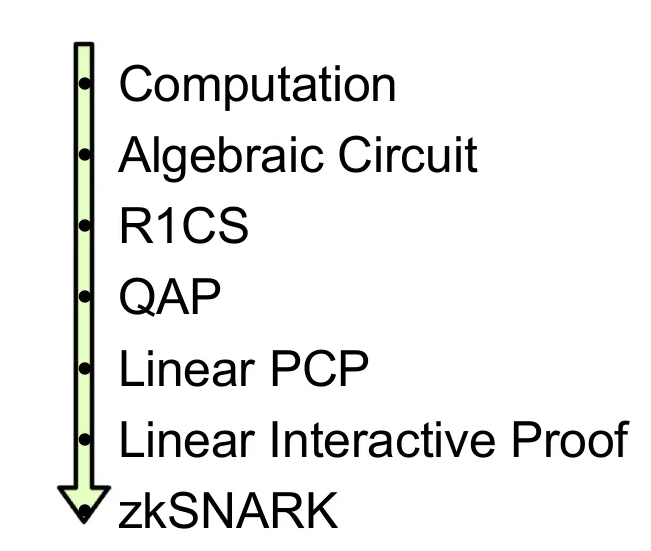 Computation
Algebraic Circuit
R1CS
QAP
Linear PCP
Linear Interactive Proof
zkSNARK